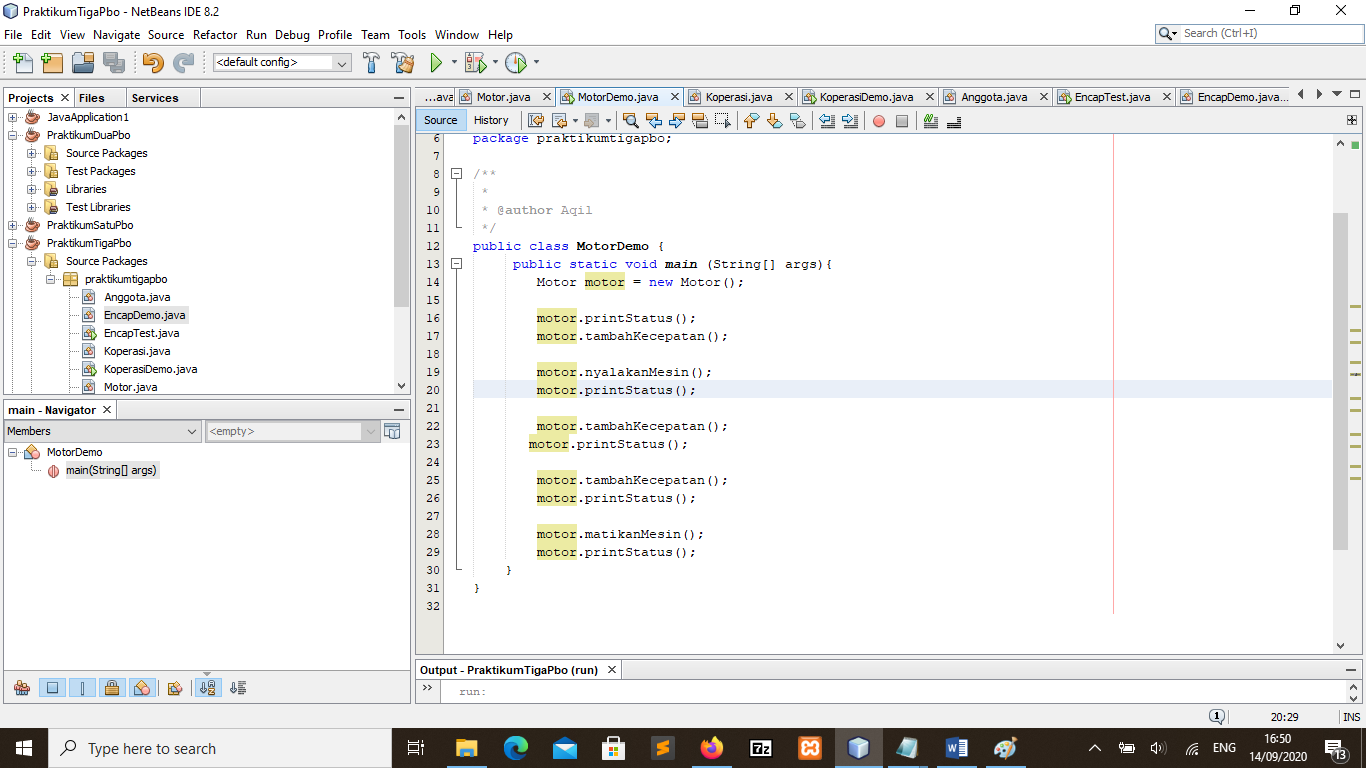 PraktikumTigaPbo - NetBeans IDE 8.2
File Edit View Navigate Source Refactor Run Debug Profile Team Tools Window Help
Search (Ctrl+I)
<default config>
Projects Files Services
JavaApplication1
PraktikumDuaPbo
Source Packages
Test Packages
Libraries
Test Libraries
PraktikumSatuPbo
PraktikumTigaPbo
Source Packages
praktikumtigapbo
Anggota.java
EncapDemo.java
EncapTest.java
Koperasi.java
KoperasiDemo.java
Motor.java
main - Navigator
Members <empty>
MotorDemo
main(String[] args)
...ava Motor.java MotorDemo.java Koperasi.java KoperasiDemo.java Anggota.java EncapTest.java EncapDemo.java...
Source History
6 package praktikumtigapbo;
7
8 /**
9 *
10 * @author Aqil
11 */
12 public class MotorDemo {
13 public static void main (String[] args){
14 Motor motor = new Motor();
15
16 motor.printStatus();
17 motor.tambahKecepatan();
18
19 motor.nyalakanMesin();
20 motor.printStatus();
21
22 motor.tambahKecepatan();
23 motor.printStatus();
24
25 motor.tambahKecepatan();
26 motor.printStatus();
27
28 motor.matikanMesin();
29 motor.printStatus();
30 }
31 }
32
Output - PraktikumTigaPbo (run)
run:
1 20:29 INS
Type here to search
7z
ENG
16:50
14/09/2020
13